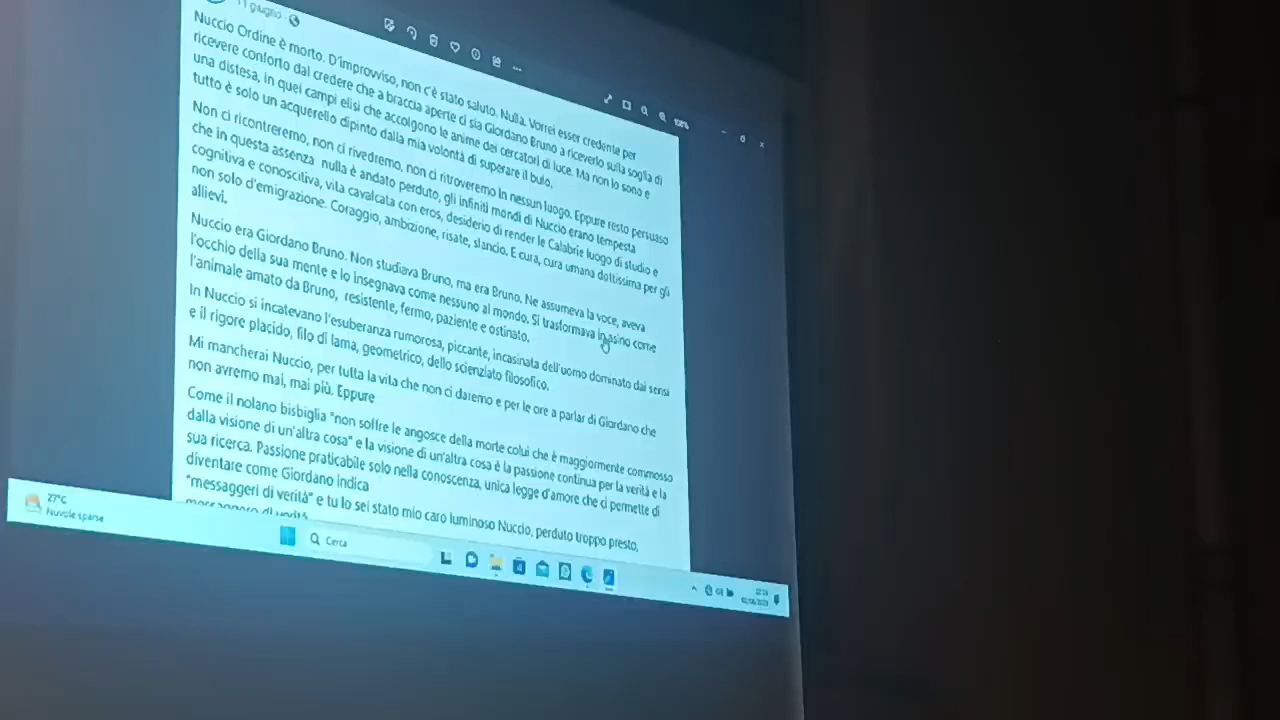 11 giugno
108%
Nuccio Ordine è morto. D'improvviso, non c'è stato saluto. Nulla. Vorrei esser credente per
ricevere conforto dal credere che a braccia aperte ci sia Giordano Bruno a riceverlo sulla soglia di
una distesa, in quei campi elisi che accolgono le anime dei cercatori di luce. Ma non lo sono e
tutto è solo un acquerello dipinto dalla mia volontà di superare il buio.
Non ci ricontreremo, non ci rivedremo, non ci ritroveremo in nessun luogo. Eppure resto persuaso
che in questa assenza nulla è andato perduto, gli infiniti mondi di Nuccio erano tempesta
cognitiva e conoscitiva, vita cavalcata con eros, desiderio di render le Calabrie luogo di studio e
non solo d'emigrazione. Coraggio, ambizione, risate, slancio. E cura, cura umana dottissima per gli
allievi.
Nuccio era Giordano Bruno. Non studiava Bruno, ma era Bruno. Ne assumeva la voce, aveva
l'occhio della sua mente e lo insegnava come nessuno al mondo. Si trasformava in asino come
l'animale amato da Bruno, resistente, fermo, paziente e ostinato.
In Nuccio si incatevano l'esuberanza rumorosa, piccante, incasinata dell'uomo dominato dai sensi
e il rigore placido, filo di lama, geometrico, dello scienziato filosofico.
Mi mancherai Nuccio, per tutta la vita che non ci daremo e per le ore a parlar di Giordano che
non avremo mai, mai più. Eppure
Come il nolano bisbiglia "non soffre le angosce della morte colui che è maggiormente commosso
dalla visione di un'altra cosa" e la visione di un'altra cosa è la passione continua per la verità e la
sua ricerca. Passione praticabile solo nella conoscenza, unica legge d'amore che ci permette di
diventare come Giordano indica
"messaggeri di verità" e tu lo sei stato mio caro luminoso Nuccio, perduto troppo presto,
messaggero di verità
27°C
Nuvole sparse
Cerca